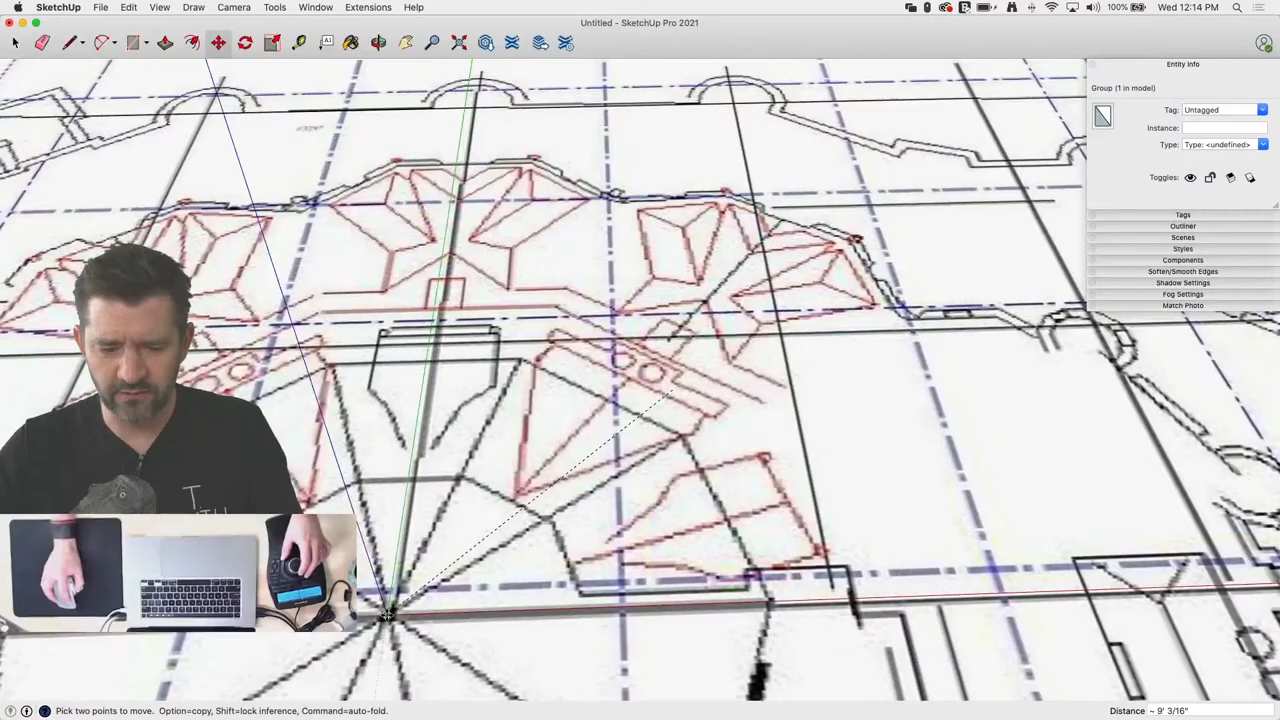 SketchUp File Edit View Draw Camera Tools Window Extensions Help
100% Wed 12:14 PM
Untitled - SketchUp Pro 2021
Entity Info
Group (1 in model)
Tag: Untagged
Instance:
Type: Type: <undefined>
Toggles:
Tags
Outliner
Scenes
Styles
Components
Soften/Smooth Edges
Shadow Settings
Fog Settings
Match Photo
Pick two points to move. Option=copy, Shift=lock inference, Command=auto-fold.
Distance ~ 9' 3/16"